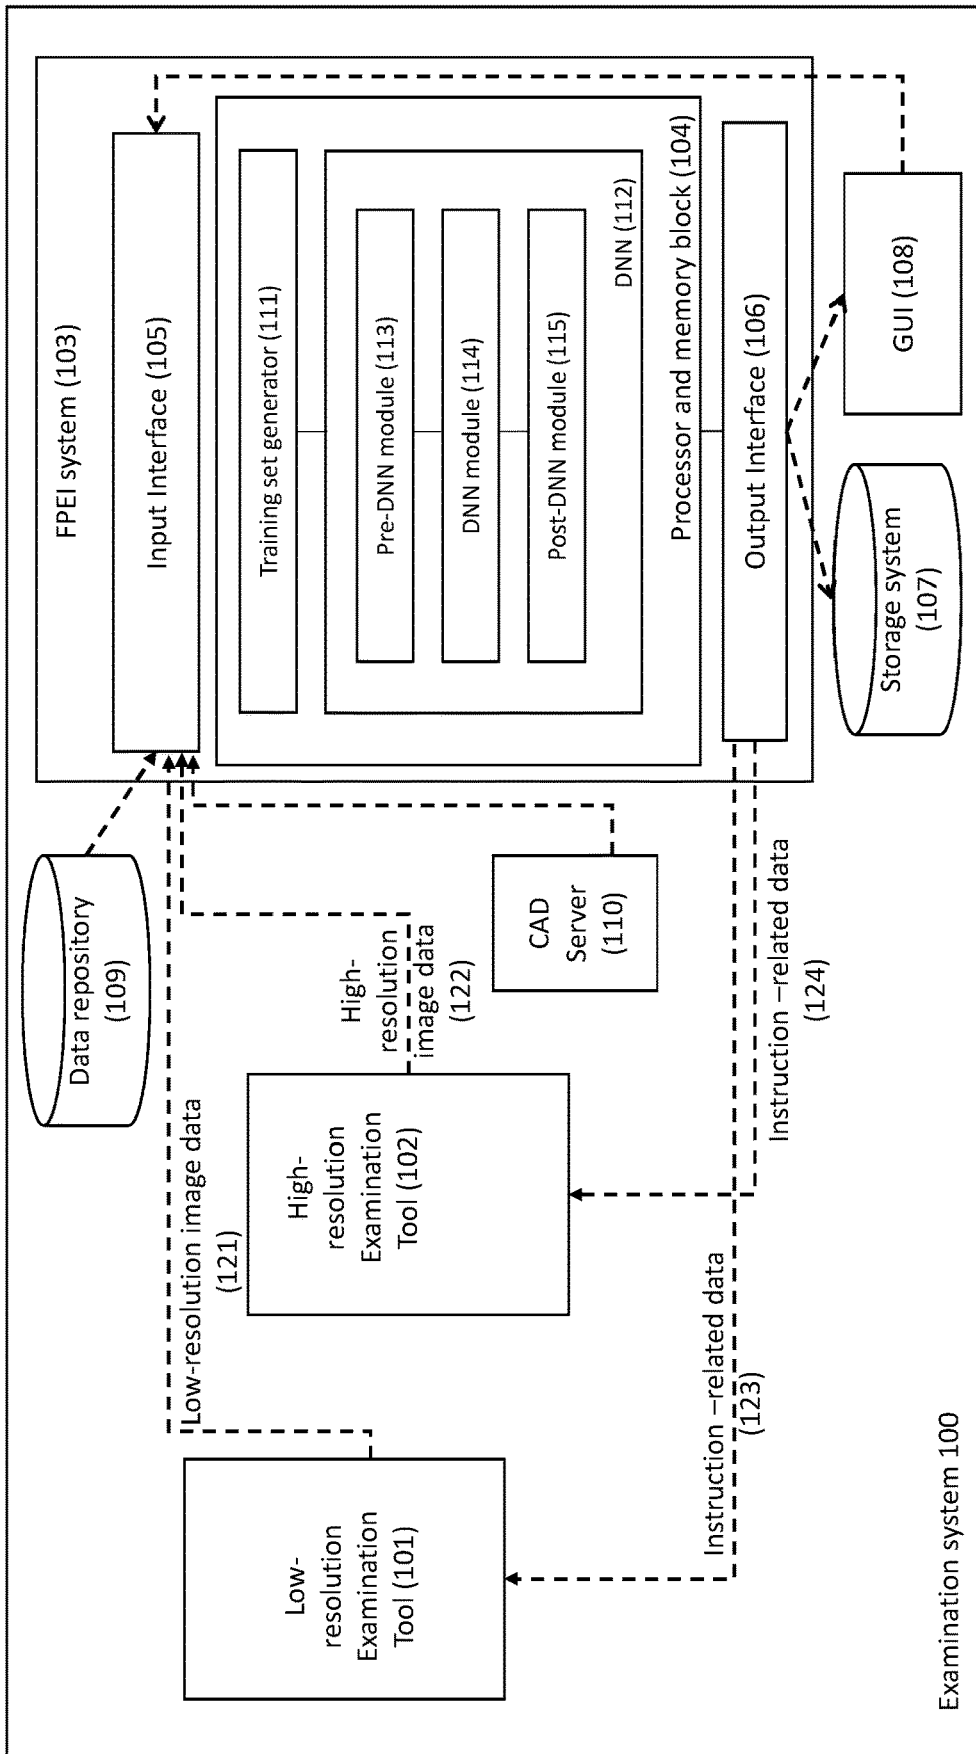 Examination system 100
Low-
resolution
Examination
Tool (101)
Low-resolution image data
(121)
High-
resolution
Examination
Tool (102)
High-
resolution
image data
(122)
Data repository
(109)
CAD
Server
(110)
Instruction –related data
(123)
Instruction –related data
(124)
FPEI system (103)
Input Interface (105)
Training set generator (111)
Pre-DNN module (113)
DNN module (114)
Post-DNN module (115)
DNN (112)
Processor and memory block (104)
Output Interface (106)
Storage system
(107)
GUI (108)